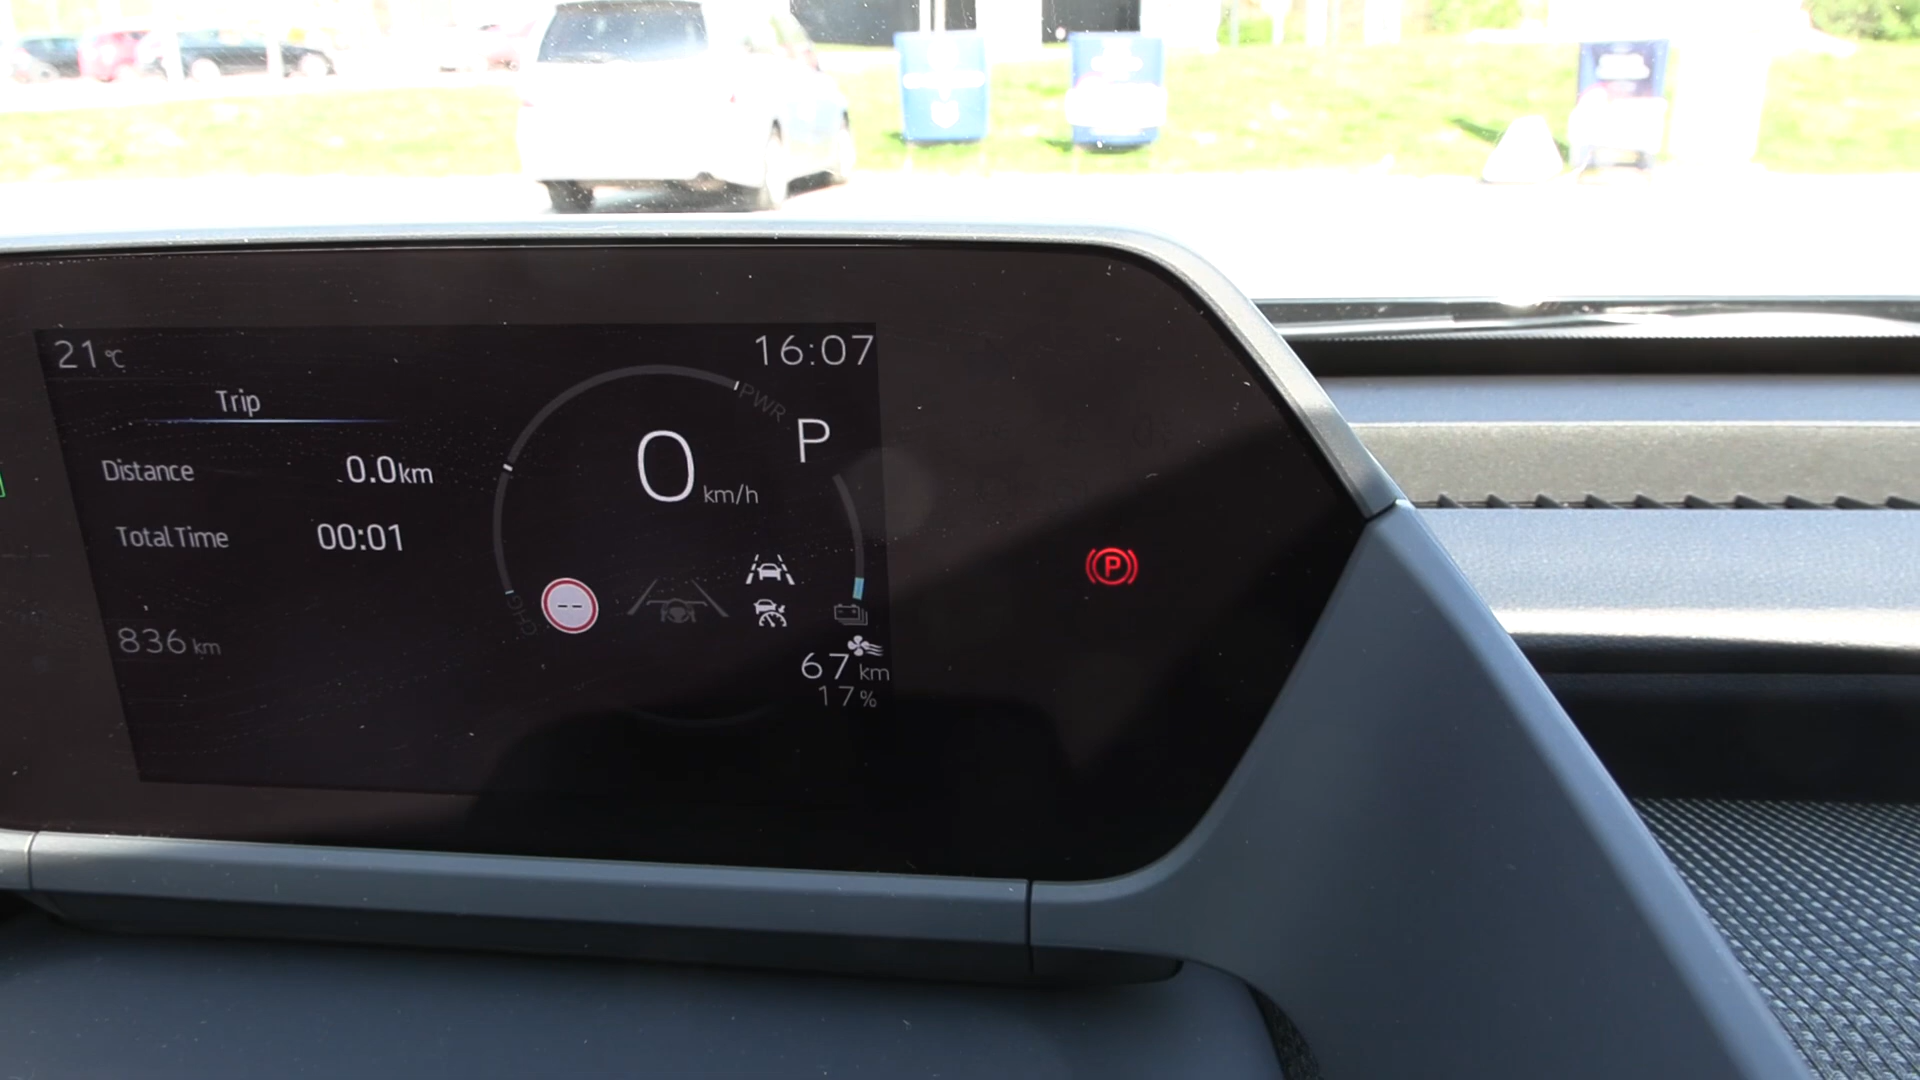 21℃
16:07
Trip
PWR
P
0 km/h
Distance 0.0km
Total Time 00:01
--
CHG
836 km
67 km
17%
P